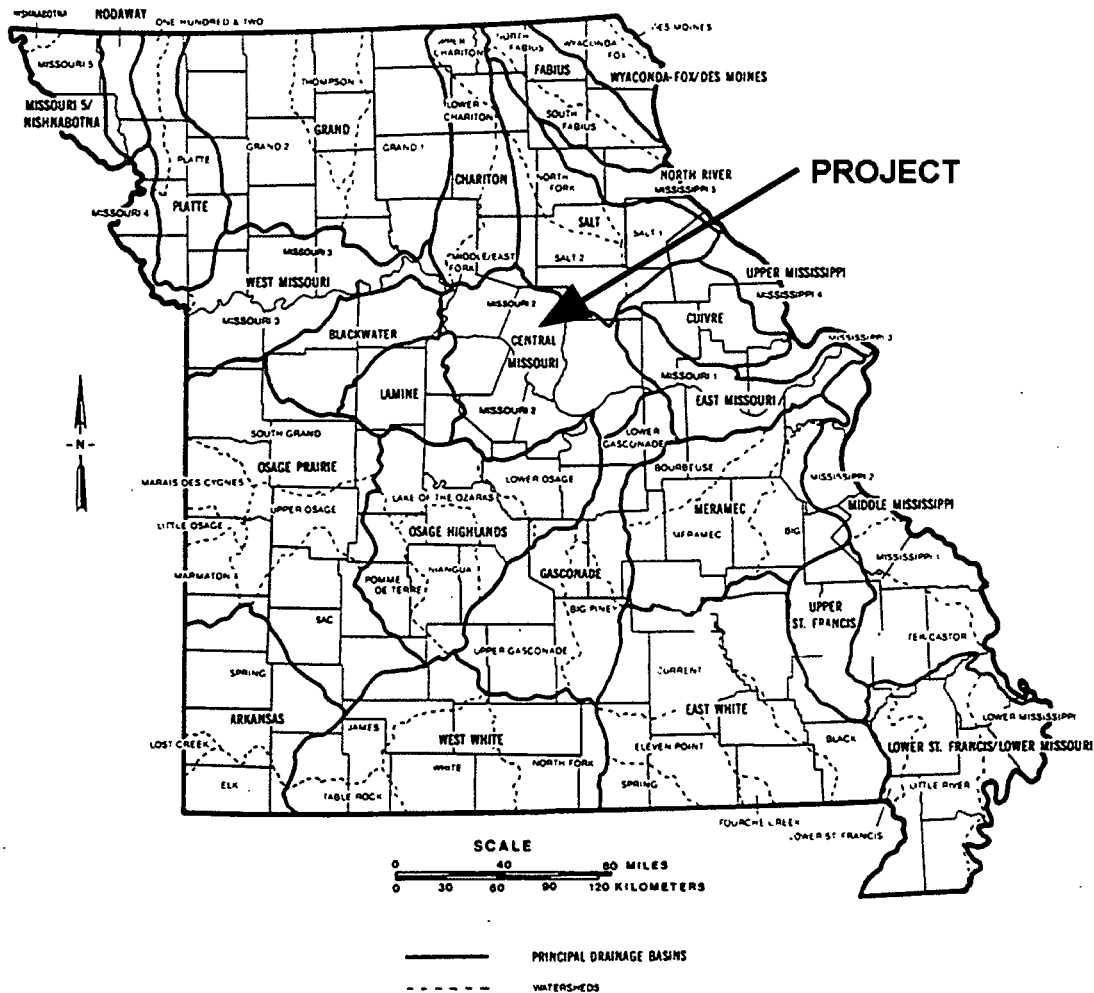 NISHNABOTNA
NODAWAY
ONE HUNDRED & TWO
DES MOINES
MISSOURI 5
THOMPSON
UPPER
CHARITON
NORTH
FABIUS
WYACONDA
FOX
FABIUS
WYACONDA-FOX/DES MOINES
MISSOURI 5/
NISHNABOTNA
LOWER
CHARITON
SOUTH
FABIUS
GRAND
GRAND 2
GRAND 1
PLATTE
CHARITON
NORTH
FORK
NORTH RIVER
MISSISSIPPI 5
PROJECT
MISSOURI 4
PLATTE
SALT
SALT 1
SALT 2
MISSOURI 3
MIDDLE/EAST
FORK
WEST MISSOURI
UPPER MISSISSIPPI
MISSISSIPPI 4
MISSOURI 2
MISSOURI 3
BLACKWATER
CUIVRE
CENTRAL
MISSOURI
MISSISSIPPI 3
MISSOURI 1
LAMINE
EAST MISSOURI
MISSOURI 2
-N-
SOUTH GRAND
LOWER
GASCONADE
OSAGE PRAIRIE
BOURBEUSE
MARAIS DES CYGNES
LAKE OF THE OZARKS
LOWER OSAGE
MISSISSIPPI 2
UPPER OSAGE
MERAMEC
MIDDLE MISSISSIPPI
LITTLE OSAGE
OSAGE HIGHLANDS
MERAMEC
BIG
MISSISSIPPI 1
MARMATON
NIANGUA
GASCONADE
POMME
DE TERRE
BIG PINEY
UPPER
ST. FRANCIS
SAC
UPPER GASCONADE
CASTOR
SPRING
CURRENT
ARKANSAS
JAMES
EAST WHITE
LOWER MISSISSIPPI
LOST CREEK
WEST WHITE
ELEVEN POINT
BLACK
LOWER ST. FRANCIS/LOWER MISSOURI
WHITE
NORTH FORK
ELK
TABLE ROCK
SPRING
LITTLE RIVER
FOURCHE CREEK
LOWER ST. FRANCIS
SCALE
0 40 80 MILES
0 30 60 90 120 KILOMETERS
PRINCIPAL DRAINAGE BASINS
WATERSHEDS